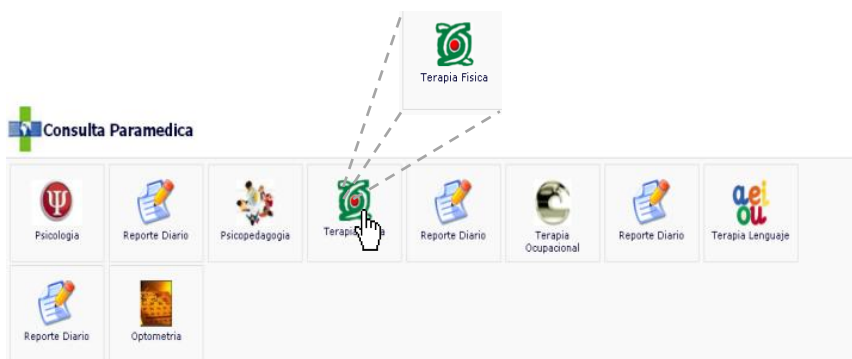 Terapia Fisica
Consulta Paramedica
Psicologia
Reporte Diario
Psicopedagogia
Terapia
Reporte Diario
Terapia
Ocupacional
Reporte Diario
aei
ou
Terapia Lenguaje
Reporte Diario
Optometria